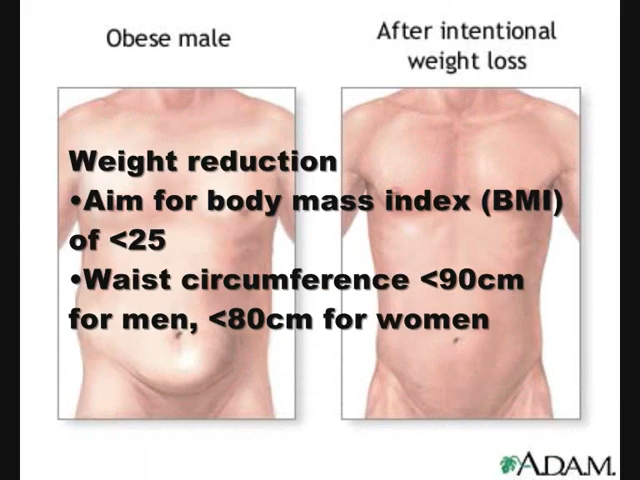 Obese male
After intentional
weight loss
Weight reduction
•Aim for body mass index (BMI)
of <25
•Waist circumference <90cm
for men, <80cm for women
A.D.A.M.